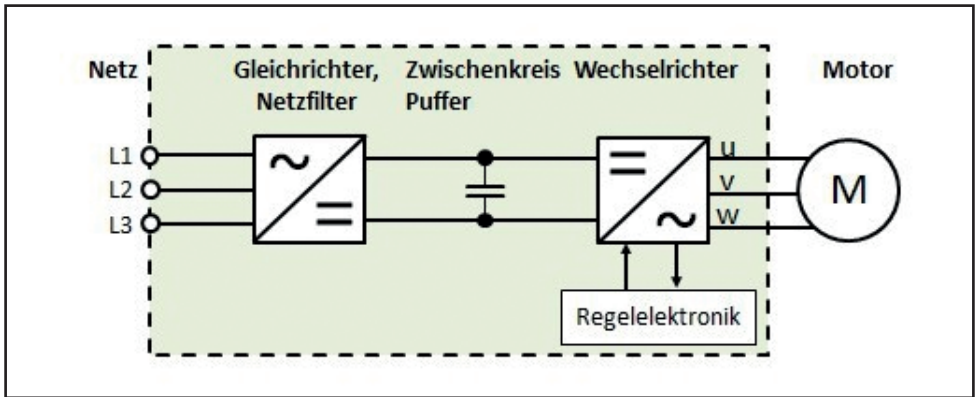 Netz
Gleichrichter,
Netzfilter
Zwischenkreis
Puffer
Wechselrichter
Motor
L1
L2
L3
u
v
w
M
Regelelektronik